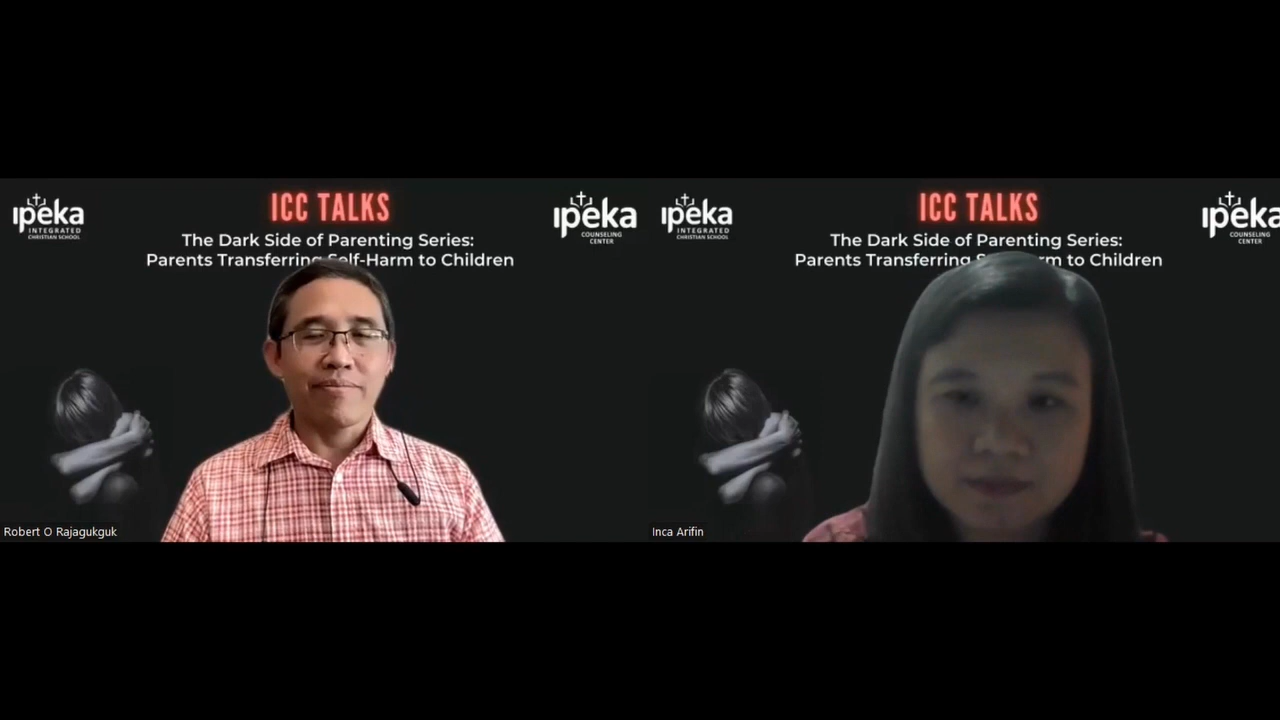 ipeka
INTEGRATED
CHRISTIAN SCHOOL
ICC TALKS
The Dark Side of Parenting Series:
Parents Transferring Self-Harm to Children
ipeka
COUNSELING
CENTER
Robert O Rajagukguk
ipeka
INTEGRATED
CHRISTIAN SCHOOL
ICC TALKS
The Dark Side of Parenting Series:
Parents Transferring S rm to Children
ipeka
COUNSELING
CENTER
Inca Arifin